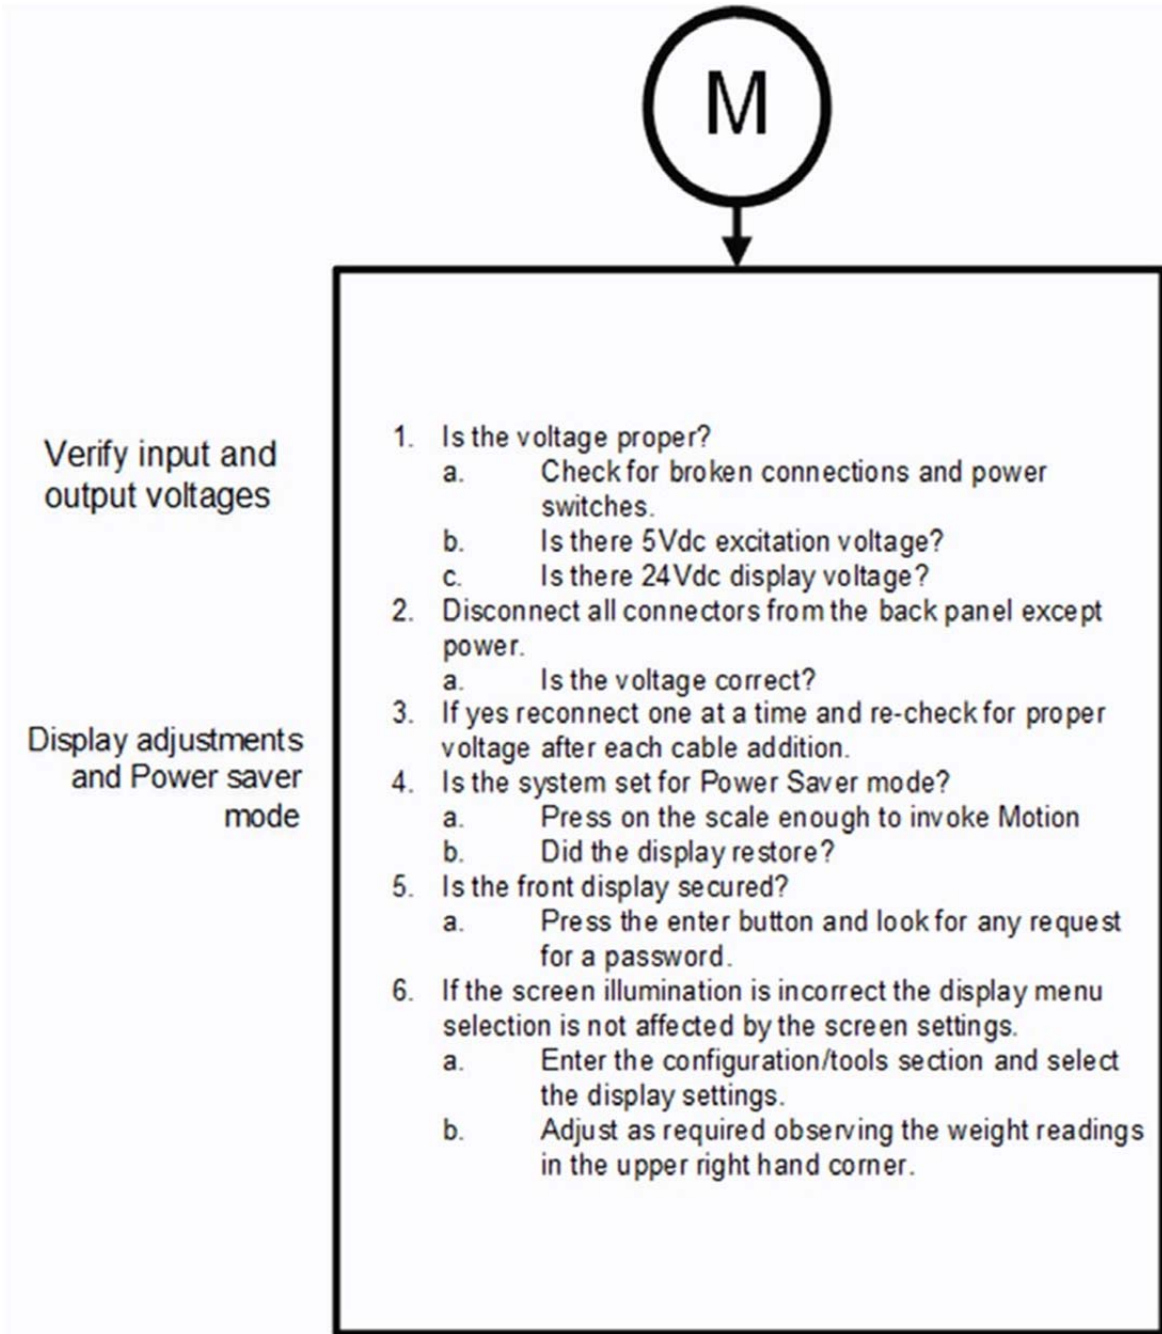 M
Verify input and
output voltages
Display adjustments
and Power saver
mode
1. Is the voltage proper?
a. Check for broken connections and power
switches.
b. Is there 5Vdc excitation voltage?
c. Is there 24Vdc display voltage?
2. Disconnect all connectors from the back panel except
power.
a. Is the voltage correct?
3. If yes reconnect one at a time and re-check for proper
voltage after each cable addition.
4. Is the system set for Power Saver mode?
a. Press on the scale enough to invoke Motion
b. Did the display restore?
5. Is the front display secured?
a. Press the enter button and look for any request
for a password.
6. If the screen illumination is incorrect the display menu
selection is not affected by the screen settings.
a. Enter the configuration/tools section and select
the display settings.
b. Adjust as required observing the weight readings
in the upper right hand corner.